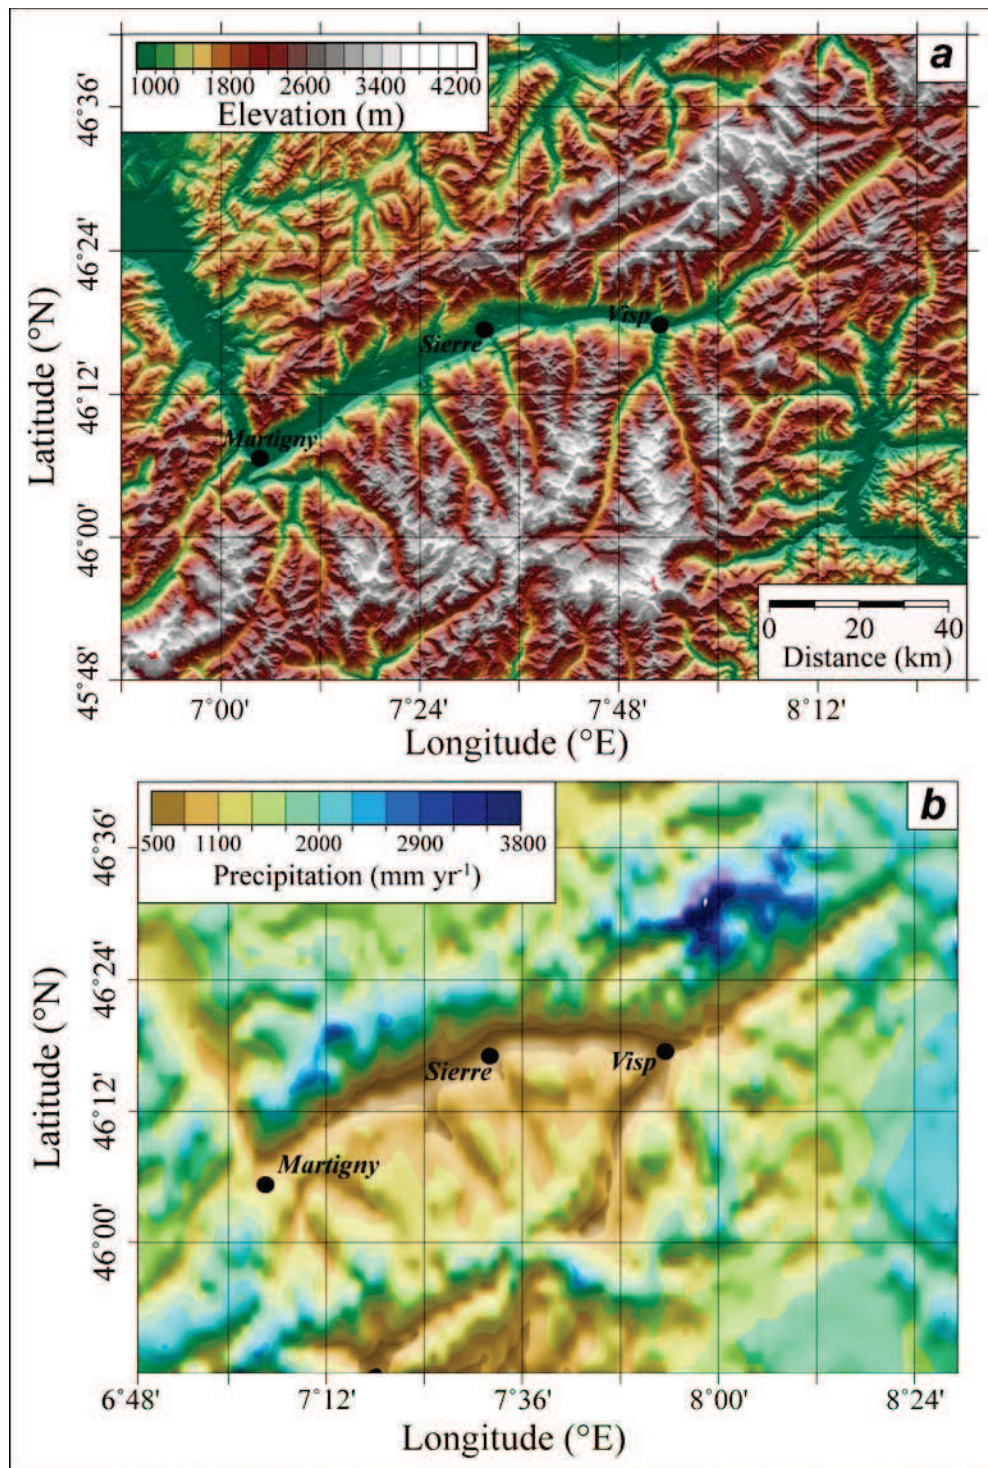 a
1000 1800 2600 3400 4200
Elevation (m)
46°36'
46°24'
46°12'
46°00'
45°48'
Latitude (°N)
Visp
Sierre
Martigny
0 20 40
Distance (km)
7°00' 7°24' 7°48' 8°12'
Longitude (°E)
b
500 1100 2000 2900 3800
Precipitation (mm yr-1)
46°36'
46°24'
46°12'
46°00'
Latitude (°N)
Sierre
Visp
Martigny
6°48' 7°12' 7°36' 8°00' 8°24'
Longitude (°E)